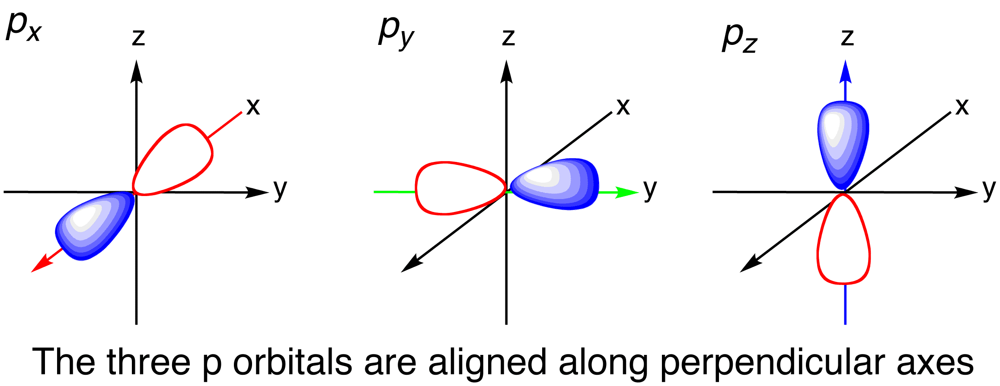 px
z
x
y
py
z
x
y
pz
z
x
y
The three p orbitals are aligned along perpendicular axes